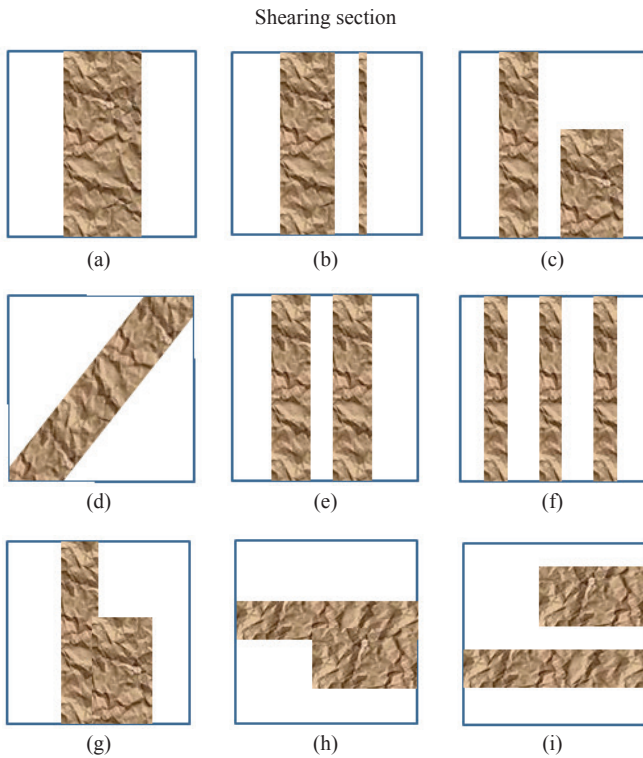 Shearing section
(a)
(b)
(c)
(d)
(e)
(f)
(g)
(h)
(i)